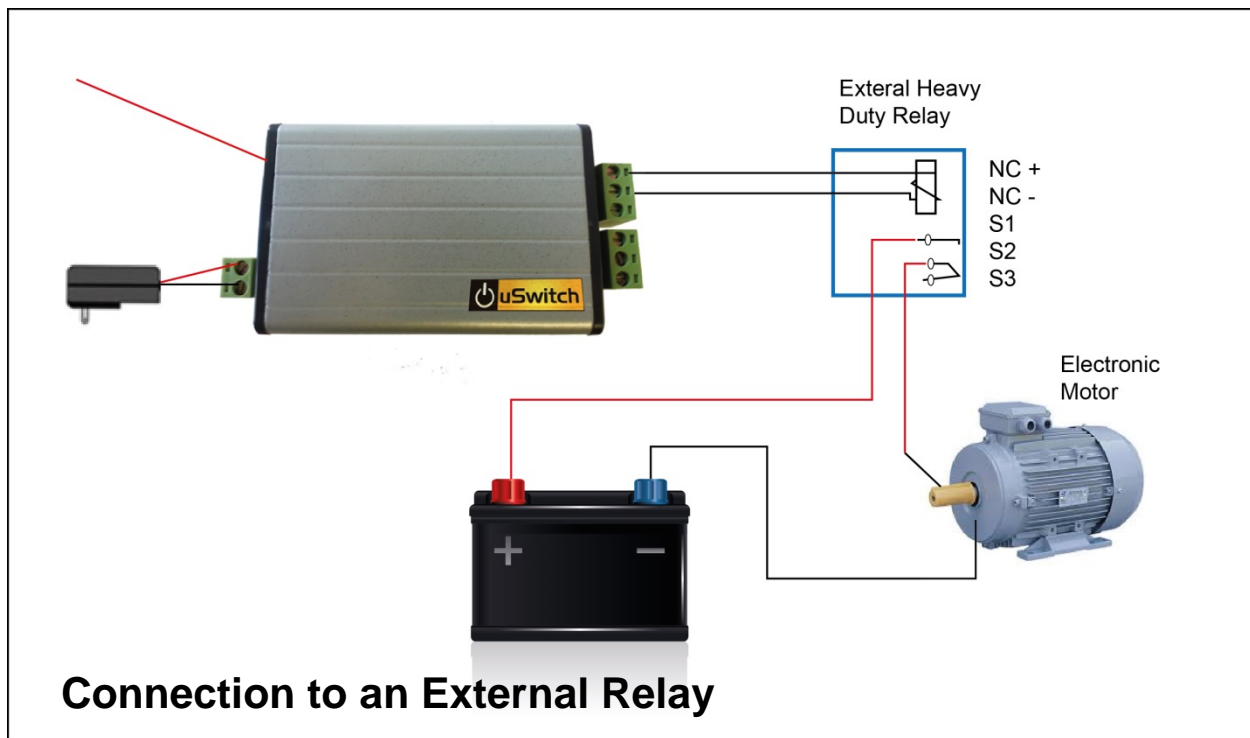 Exteral Heavy
Duty Relay
NC +
NC -
S1
S2
S3
uSwitch
Electronic
Motor
+
−
Connection to an External Relay